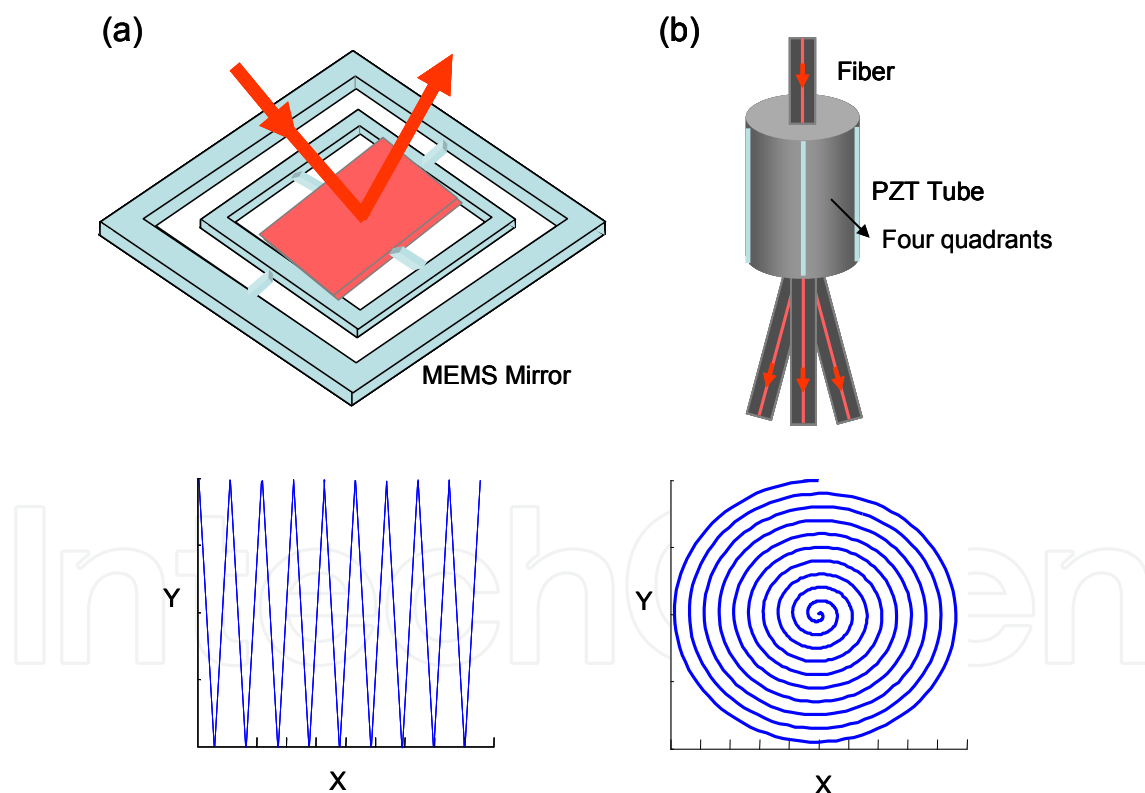 (a)
(b)
Fiber
PZT Tube
Four quadrants
MEMS Mirror
Y
X
Y
X
IntechOpen